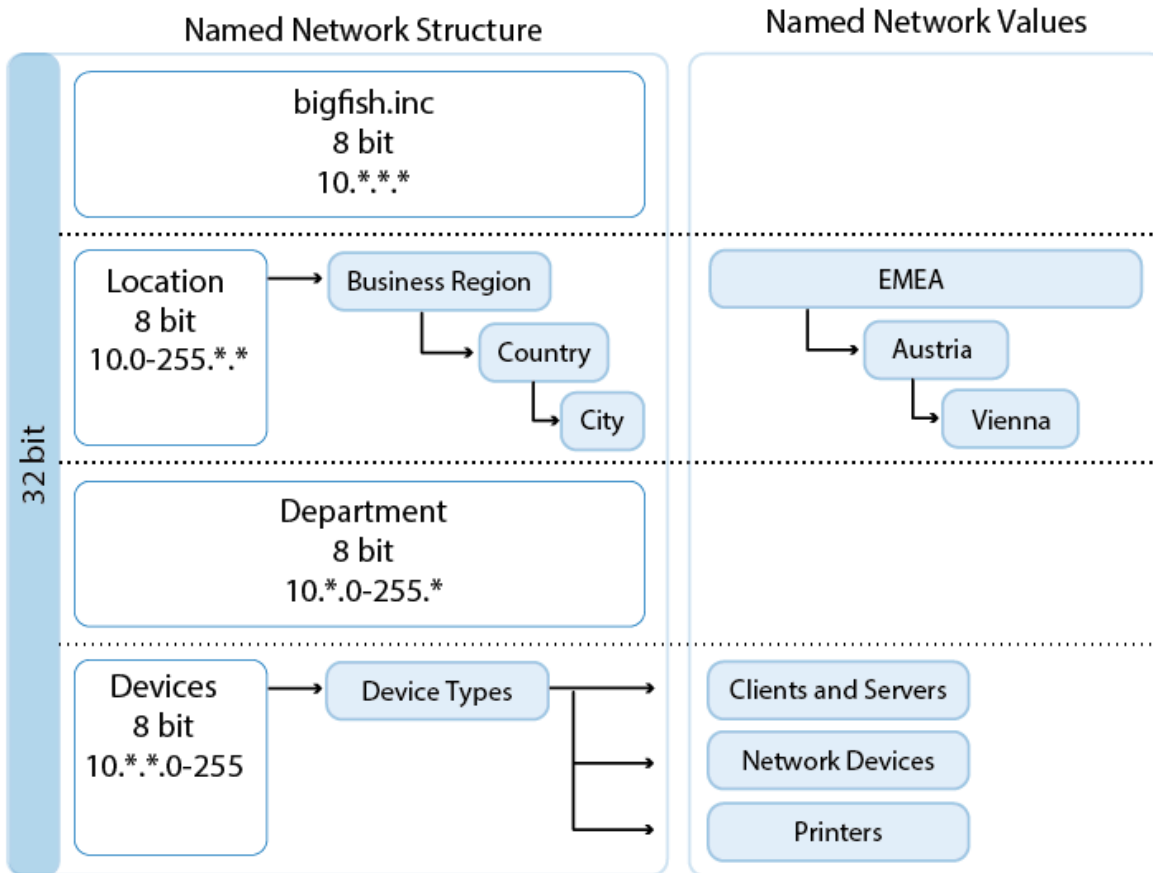 Named Network Structure
Named Network Values
32 bit
bigfish.inc
8 bit
10.*.*.*
Location
8 bit
10.0-255.*.*
Business Region
Country
City
EMEA
Austria
Vienna
Department
8 bit
10.*.0-255.*
Devices
8 bit
10.*.*.0-255
Device Types
Clients and Servers
Network Devices
Printers